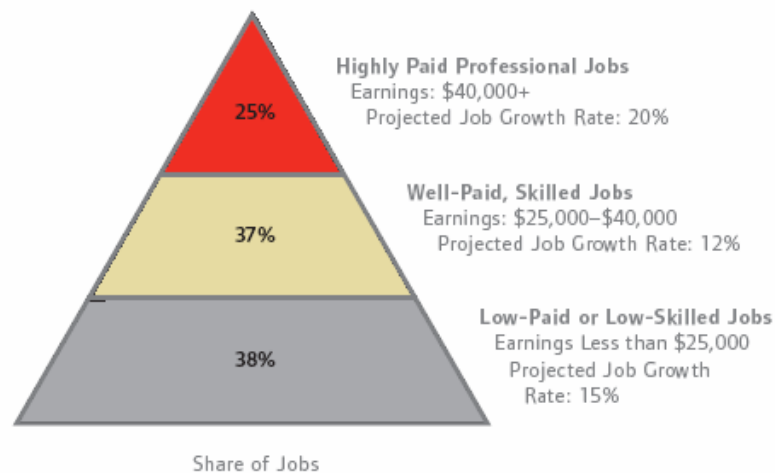 25%
Highly Paid Professional Jobs
Earnings: $40,000+
Projected Job Growth Rate: 20%
37%
Well-Paid, Skilled Jobs
Earnings: $25,000–$40,000
Projected Job Growth Rate: 12%
38%
Low-Paid or Low-Skilled Jobs
Earnings Less than $25,000
Projected Job Growth
Rate: 15%
Share of Jobs